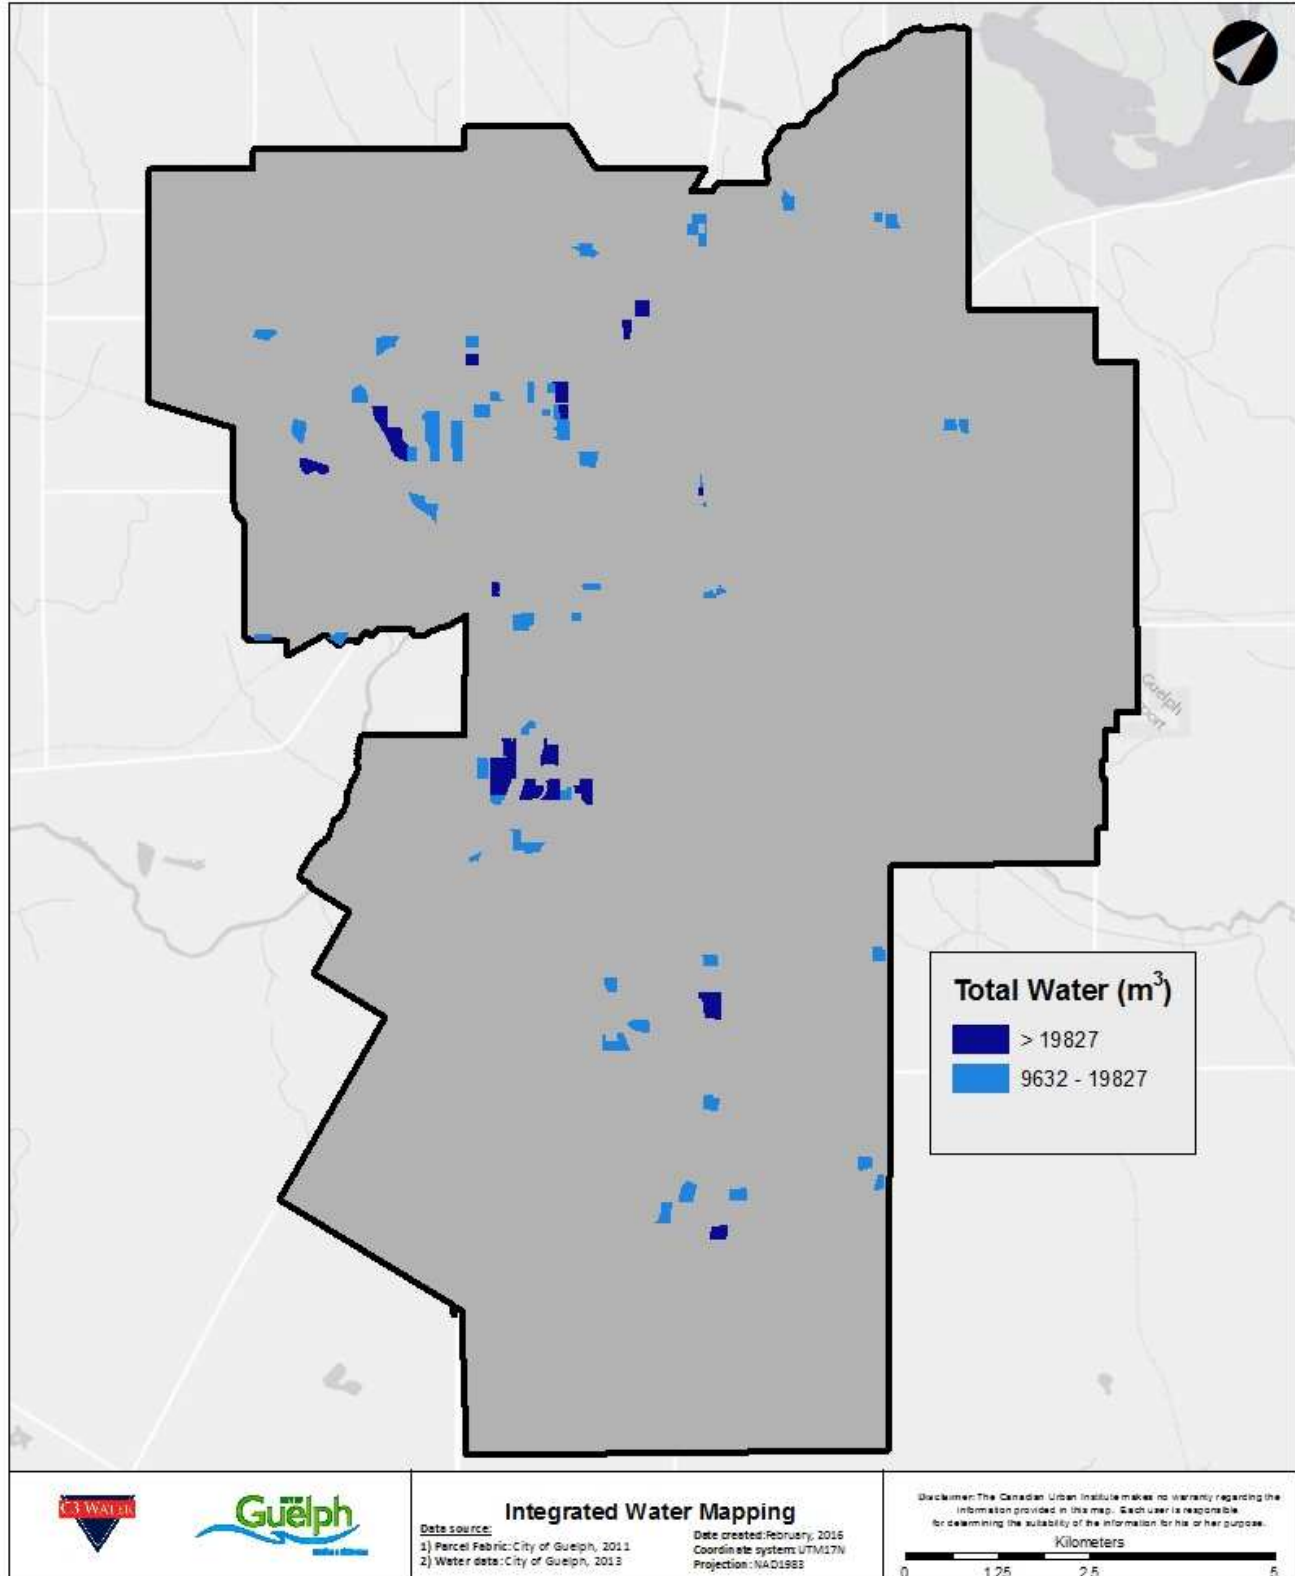 Guelph
Total Water (m³)
> 19827
9632 - 19827
C3 WATER
Guelph
Integrated Water Mapping
Data source:
1) Parcel Fabric: City of Guelph, 2011
2) Water data: City of Guelph, 2013
Date created: February, 2016
Coordinate system: UTM17N
Projection: NAD1983
Disclaimer: The Canadian Urban Institute makes no warranty regarding the
information provided in this map. Each user is responsible
for determining the suitability of the information for his or her purpose.
Kilometers
0 1.25 2.5 5